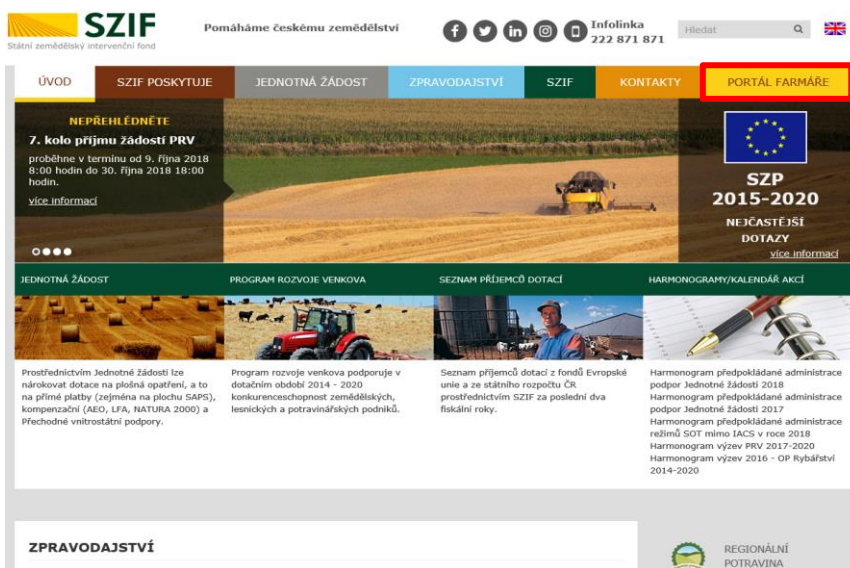 SZIF
Státní zemědělský intervenční fond
Pomáháme českému zemědělství
Infolinka
222 871 871
Hledat
ÚVOD
SZIF POSKYTUJE
JEDNOTNÁ ŽÁDOST
ZPRAVODAJSTVÍ
SZIF
KONTAKTY
PORTÁL FARMÁŘE
NEPŘEHLÉDNĚTE
7. kolo příjmu žádostí PRV
proběhne v termínu od 9. října 2018
8:00 hodin do 30. října 2018 18:00
hodin.
více informací
SZP
2015-2020
NEJČASTĚJŠÍ
DOTAZY
více informací
JEDNOTNÁ ŽÁDOST
Prostřednictvím Jednotné žádosti lze
nárokovat dotace na plošná opatření, a to
na přímé platby (zejména na plochu SAPS),
kompenzační (AEO, LFA, NATURA 2000) a
Přechodné vnitrostátní podpory.
PROGRAM ROZVOJE VENKOVA
Program rozvoje venkova podporuje v
dotačním období 2014 - 2020
konkurenceschopnost zemědělských,
lesnických a potravinářských podniků.
SEZNAM PŘÍJEMCŮ DOTACÍ
Seznam příjemců dotací z fondů Evropské
unie a ze státního rozpočtu ČR
prostřednictvím SZIF za poslední dva
fiskální roky.
HARMONOGRAMY/KALENDÁŘ AKCÍ
Harmonogram předpokládané administrace
podpor Jednotné žádosti 2018
Harmonogram předpokládané administrace
podpor Jednotné žádosti 2017
Harmonogram předpokládané administrace
režimů SOT mimo IACS v roce 2018
Harmonogram výzev PRV 2017-2020
Harmonogram výzev 2016 - OP Rybářství
2014-2020
ZPRAVODAJSTVÍ
REGIONÁLNÍ
POTRAVINA